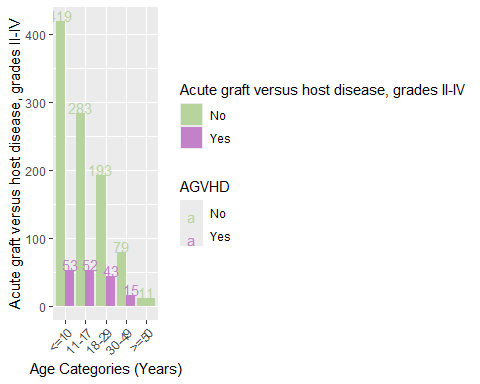 Acute graft versus host disease, grades II-IV
400
300
200
100
0
419
283
193
79
11
53
52
43
15
<=10
11-17
18-29
30-49
>=50
Age Categories (Years)
Acute graft versus host disease, grades II-IV
No
Yes
AGVHD
a No
a Yes